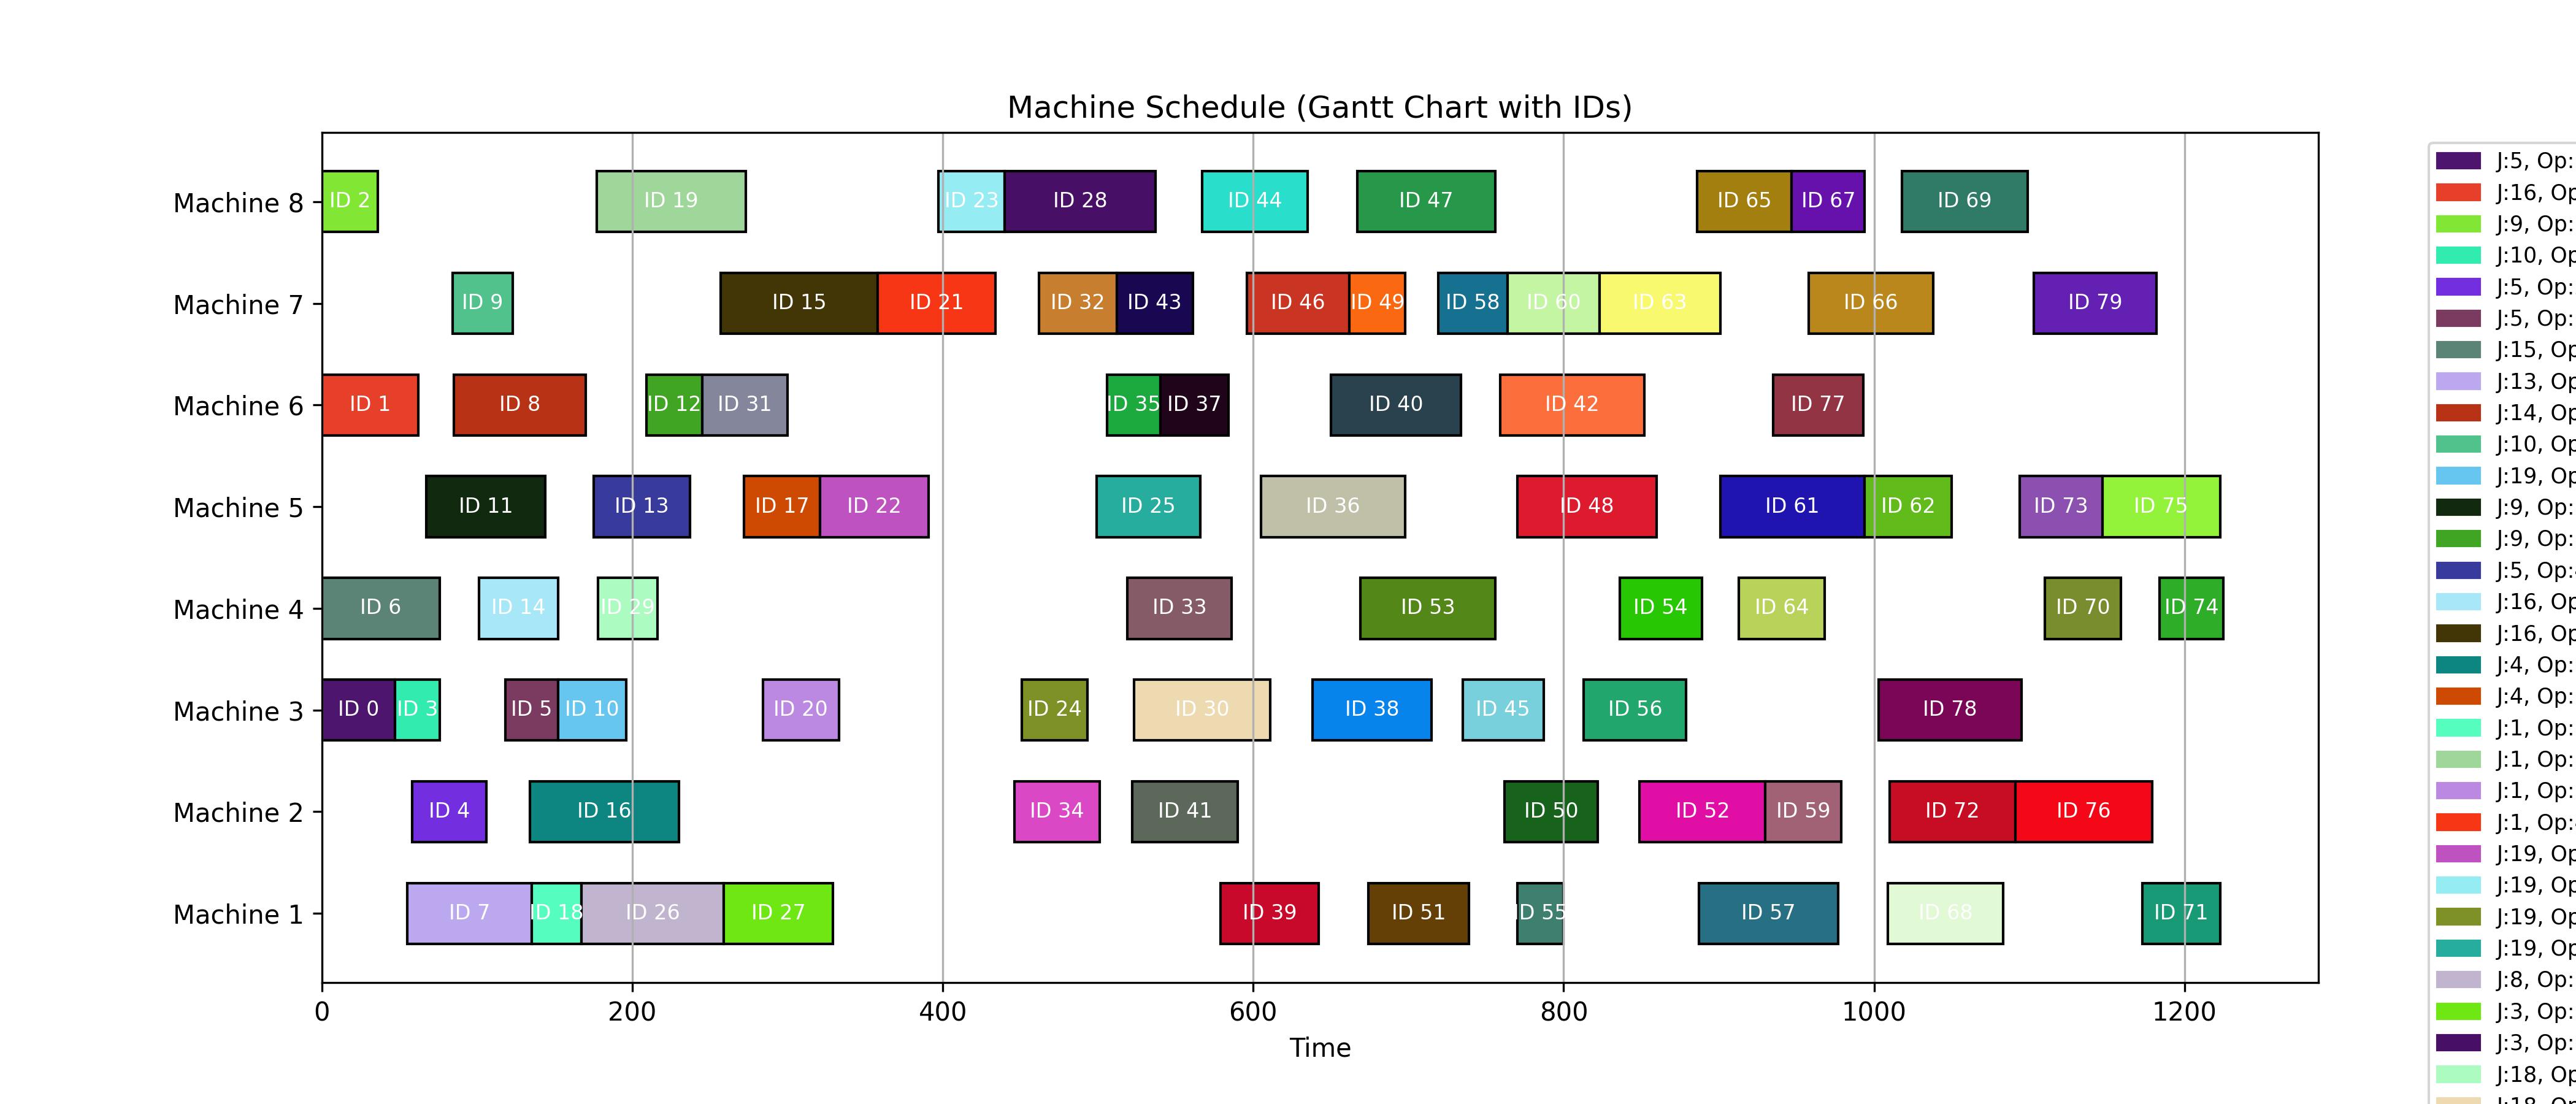 Machine Schedule (Gantt Chart with IDs)
Machine 8
ID 2
ID 19
ID 23
ID 28
ID 44
ID 47
ID 65
ID 67
ID 69
Machine 7
ID 9
ID 15
ID 21
ID 32
ID 43
ID 46
ID 49
ID 58
ID 60
ID 63
ID 66
ID 79
Machine 6
ID 1
ID 8
ID 12
ID 31
ID 35
ID 37
ID 40
ID 42
ID 77
Machine 5
ID 11
ID 13
ID 17
ID 22
ID 25
ID 36
ID 48
ID 61
ID 62
ID 73
ID 75
Machine 4
ID 6
ID 14
ID 29
ID 33
ID 53
ID 54
ID 64
ID 70
ID 74
Machine 3
ID 0
ID 3
ID 5
ID 10
ID 20
ID 24
ID 30
ID 38
ID 45
ID 56
ID 78
Machine 2
ID 4
ID 16
ID 34
ID 41
ID 50
ID 52
ID 59
ID 72
ID 76
Machine 1
ID 7
ID 18
ID 26
ID 27
ID 39
ID 51
ID 55
ID 57
ID 68
ID 71
0
200
400
600
800
1000
1200
Time
J:5, Op:
J:16, Op
J:9, Op:
J:10, Op
J:5, Op:
J:5, Op:
J:15, Op
J:13, Op
J:14, Op
J:10, Op
J:19, Op
J:9, Op:
J:9, Op:
J:5, Op:
J:16, Op
J:16, Op
J:4, Op:
J:4, Op:
J:1, Op:
J:1, Op:
J:1, Op:
J:1, Op:
J:19, Op
J:19, Op
J:19, Op
J:19, Op
J:8, Op:
J:3, Op:
J:3, Op:
J:18, Op
J:18, Op